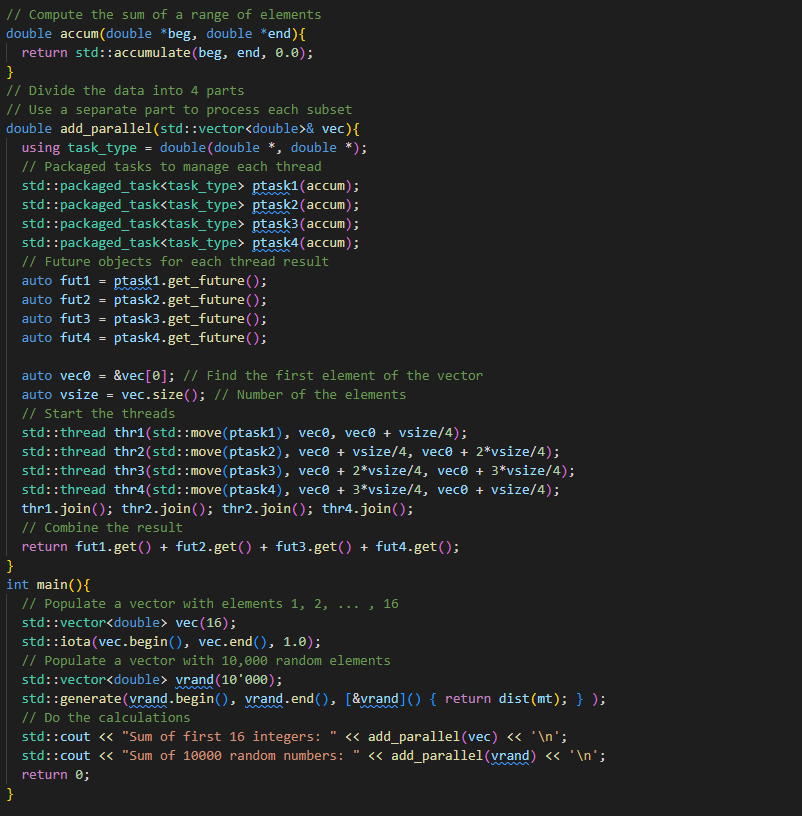 // Compute the sum of a range of elements
double accum(double *beg, double *end){
  return std::accumulate(beg, end, 0.0);
}
// Divide the data into 4 parts
// Use a separate part to process each subset
double add_parallel(std::vector<double>& vec){
  using task_type = double(double *, double *);
  // Packaged tasks to manage each thread
  std::packaged_task<task_type> ptask1(accum);
  std::packaged_task<task_type> ptask2(accum);
  std::packaged_task<task_type> ptask3(accum);
  std::packaged_task<task_type> ptask4(accum);
  // Future objects for each thread result
  auto fut1 = ptask1.get_future();
  auto fut2 = ptask2.get_future();
  auto fut3 = ptask3.get_future();
  auto fut4 = ptask4.get_future();

  auto vec0 = &vec[0]; // Find the first element of the vector
  auto vsize = vec.size(); // Number of the elements
  // Start the threads
  std::thread thr1(std::move(ptask1), vec0, vec0 + vsize/4);
  std::thread thr2(std::move(ptask2), vec0 + vsize/4, vec0 + 2*vsize/4);
  std::thread thr3(std::move(ptask3), vec0 + 2*vsize/4, vec0 + 3*vsize/4);
  std::thread thr4(std::move(ptask4), vec0 + 3*vsize/4, vec0 + vsize/4);
  thr1.join(); thr2.join(); thr2.join(); thr4.join();
  // Combine the result
  return fut1.get() + fut2.get() + fut3.get() + fut4.get();
}
int main(){
  // Populate a vector with elements 1, 2, ... , 16
  std::vector<double> vec(16);
  std::iota(vec.begin(), vec.end(), 1.0);
  // Populate a vector with 10,000 random elements
  std::vector<double> vrand(10'000);
  std::generate(vrand.begin(), vrand.end(), [&vrand]() { return dist(mt); } );
  // Do the calculations
  std::cout << "Sum of first 16 integers: " << add_parallel(vec) << '\n';
  std::cout << "Sum of 10000 random numbers: " << add_parallel(vrand) << '\n';
  return 0;
}